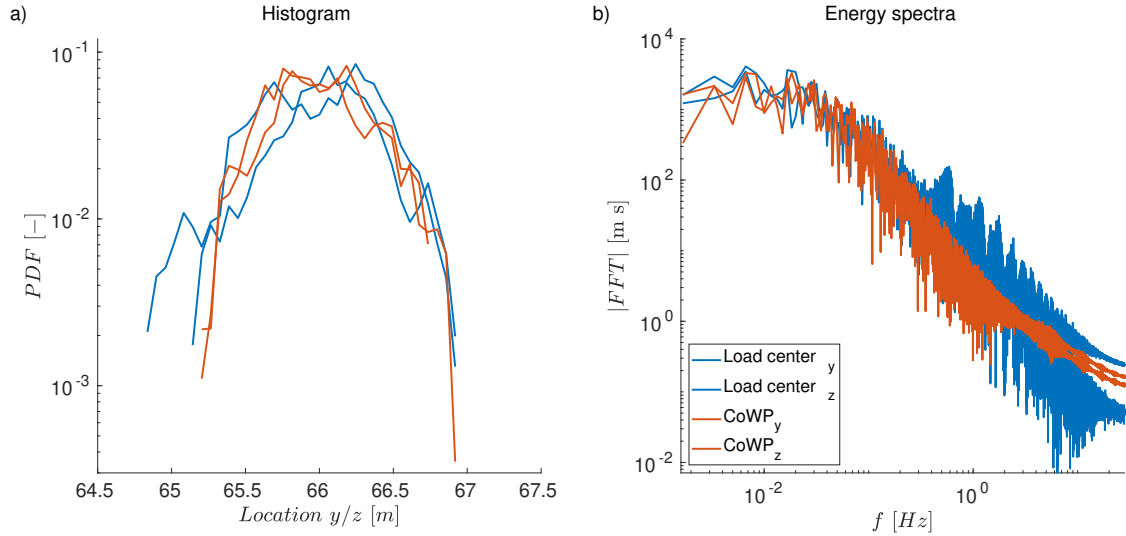 a)
Histogram
10^-1
10^-2
10^-3
PDF [−]
64.5 65 65.5 66 66.5 67 67.5
Location y/z [m]
b)
Energy spectra
10^4
10^2
10^0
10^-2
|FFT| [m s]
Load center y
Load center z
CoWP_y
CoWP_z
10^-2 10^0
f [Hz]